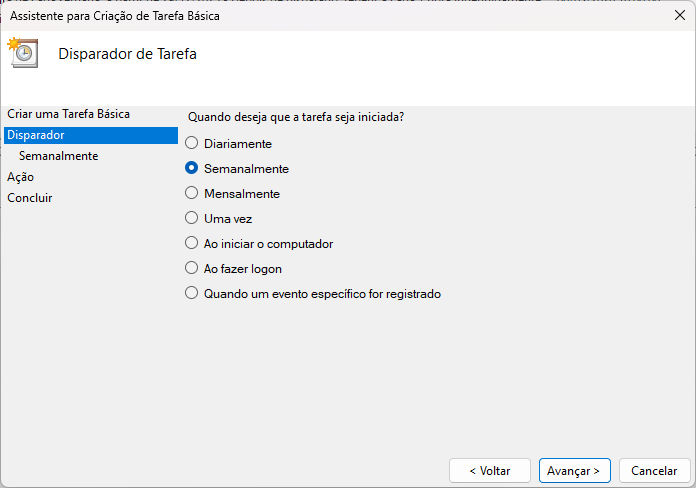 Assistente para Criação de Tarefa Básica
Disparador de Tarefa
Criar uma Tarefa Básica
Disparador
Semanalmente
Ação
Concluir
Quando deseja que a tarefa seja iniciada?
Diariamente
Semanalmente
Mensalmente
Uma vez
Ao iniciar o computador
Ao fazer logon
Quando um evento específico for registrado
< Voltar
Avançar >
Cancelar